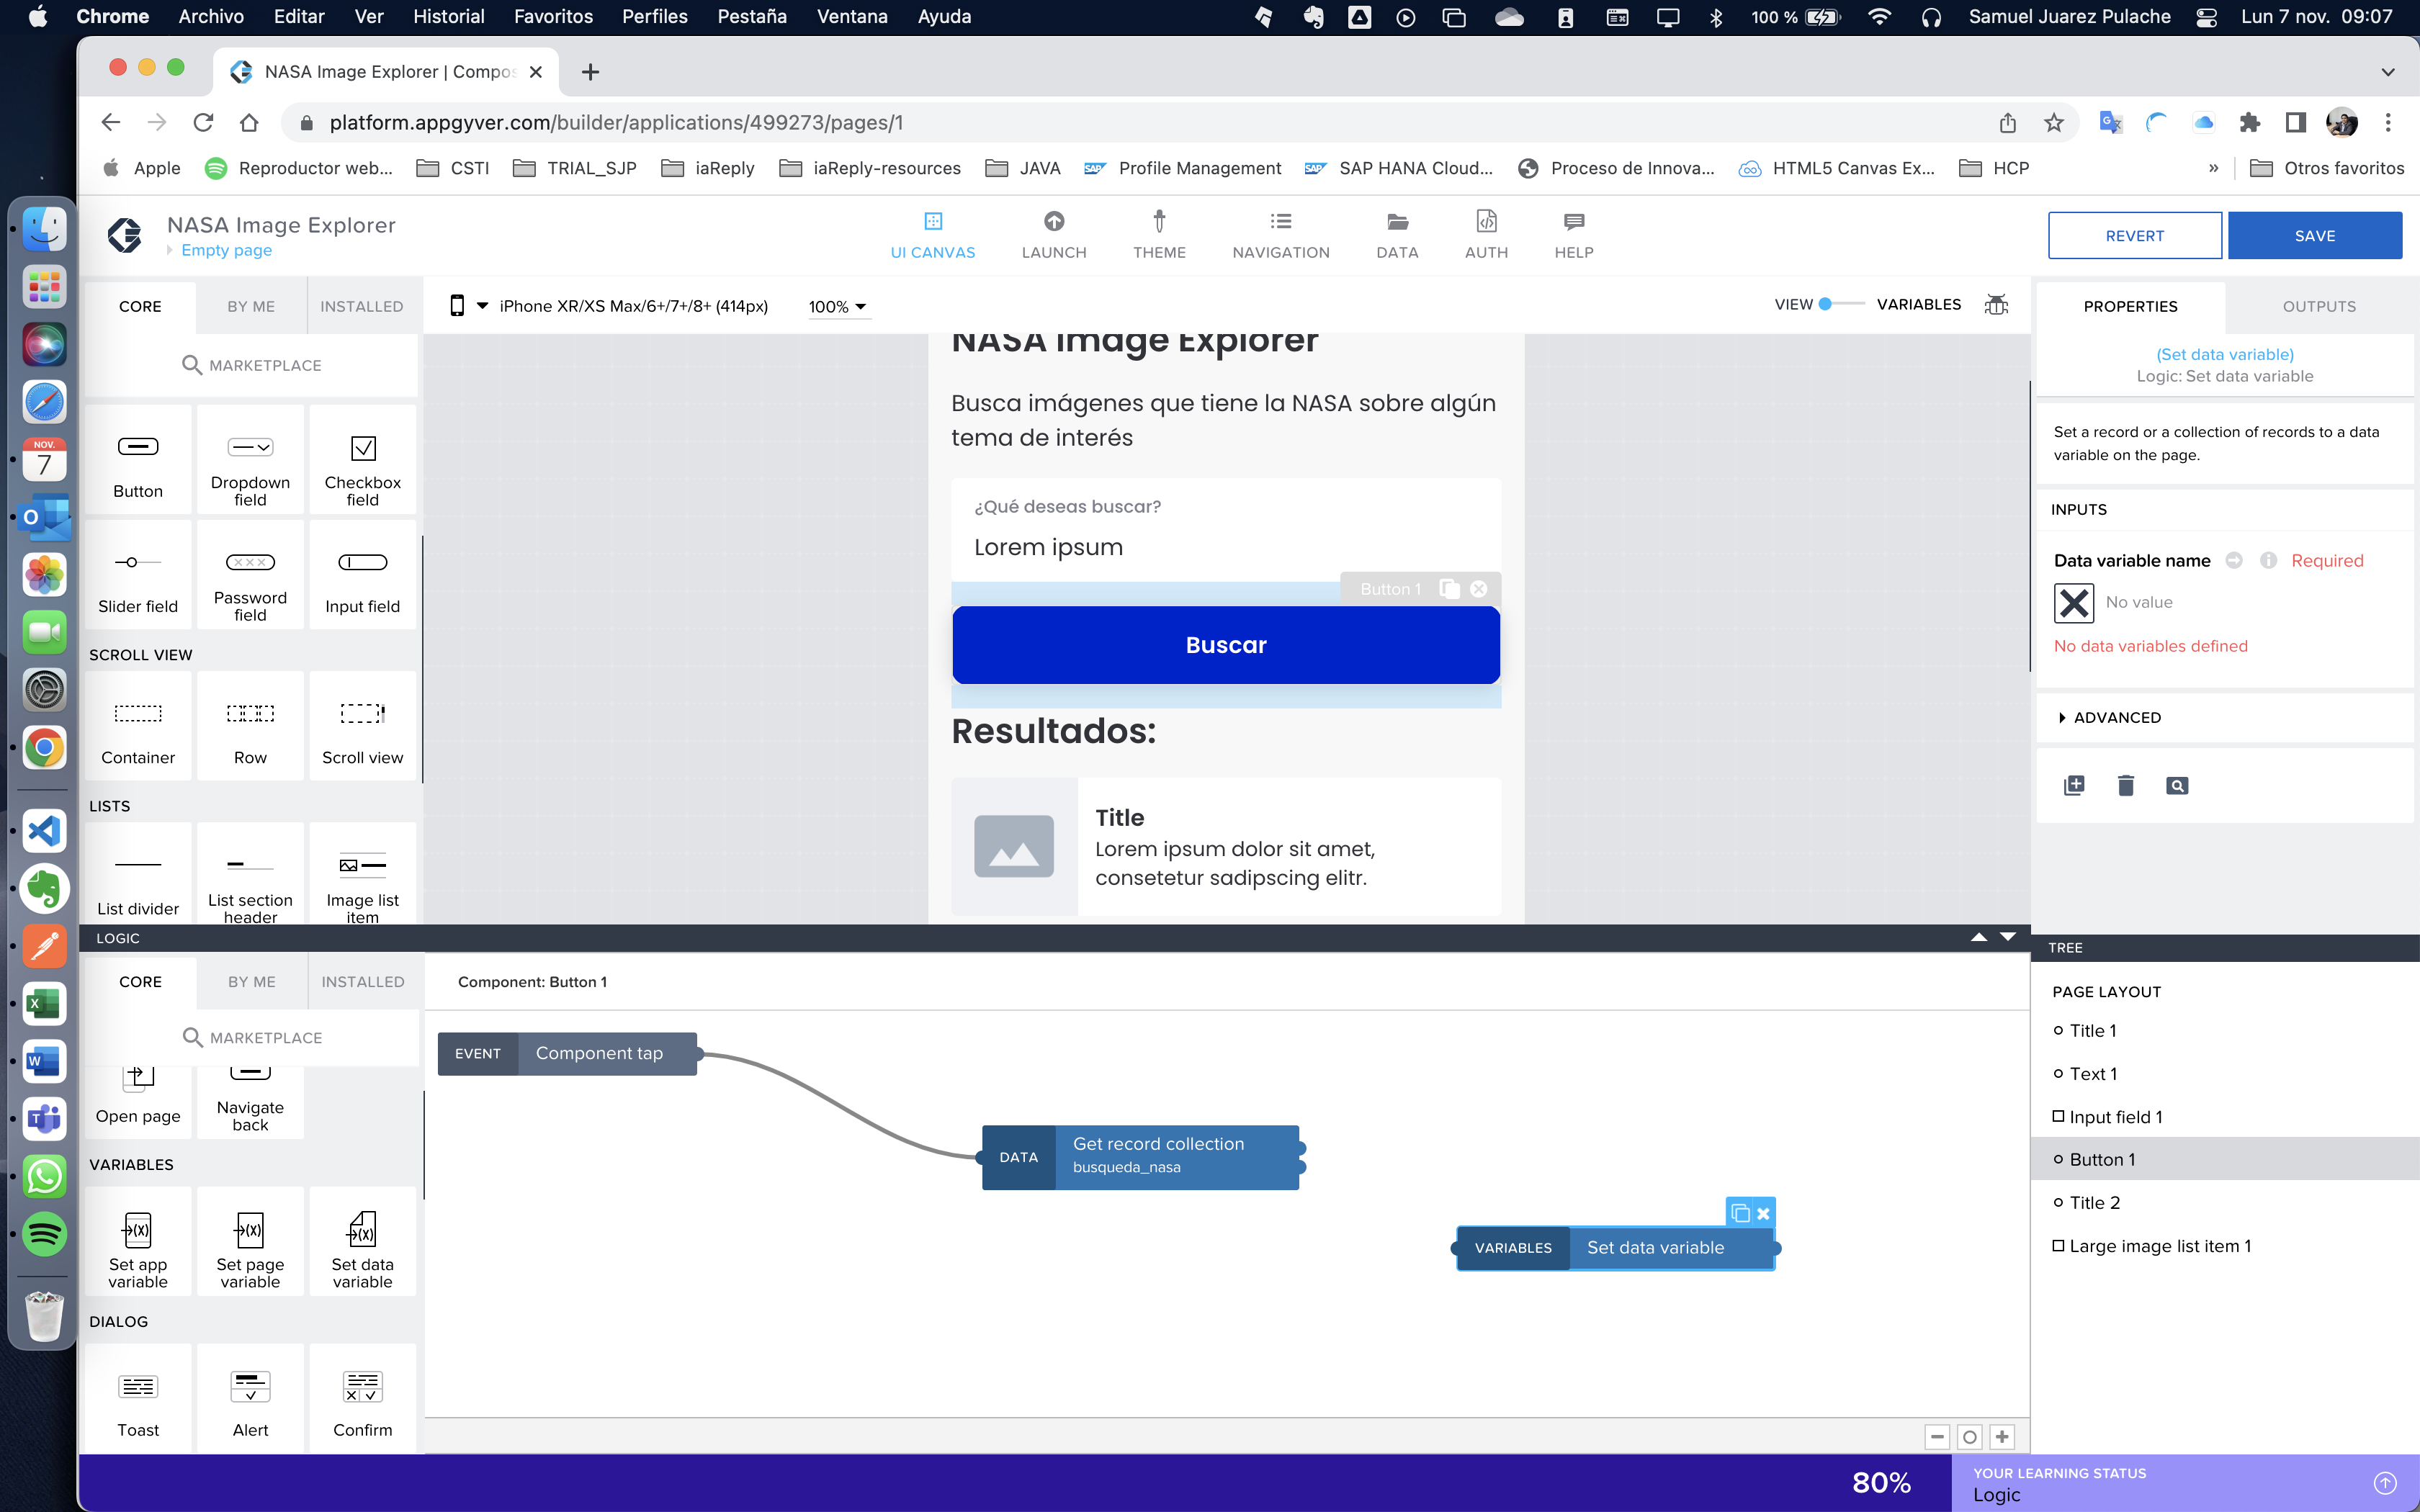 Chrome Archivo Editar Ver Historial Favoritos Perfiles Pestaña Ventana Ayuda 100 % Samuel Juarez Pulache Lun 7 nov. 09:07
NASA Image Explorer | Compos
platform.appgyver.com/builder/applications/499273/pages/1
Apple Reproductor web... CSTI TRIAL_SJP iaReply iaReply-resources JAVA Profile Management SAP HANA Cloud... Proceso de Innova... HTML5 Canvas Ex... HCP » Otros favoritos
NASA Image Explorer
Empty page
UI CANVAS LAUNCH THEME NAVIGATION DATA AUTH HELP
REVERT SAVE
CORE BY ME INSTALLED
iPhone XR/XS Max/6+/7+/8+ (414px) 100%
VIEW VARIABLES
PROPERTIES OUTPUTS
MARKETPLACE
Button
Dropdown
field
Checkbox
field
Slider field
Password
field
Input field
SCROLL VIEW
Container Row Scroll view
LISTS
List divider
List section
header
Image list
item
NASA Image Explorer
Busca imágenes que tiene la NASA sobre algún
tema de interés
¿Qué deseas buscar?
Lorem ipsum
Button 1
Buscar
Resultados:
Title
Lorem ipsum dolor sit amet,
consetetur sadipscing elitr.
(Set data variable)
Logic: Set data variable
Set a record or a collection of records to a data
variable on the page.
INPUTS
Data variable name Required
No value
No data variables defined
ADVANCED
LOGIC
CORE BY ME INSTALLED
MARKETPLACE
Open page
Navigate
back
VARIABLES
Set app
variable
Set page
variable
Set data
variable
DIALOG
Toast Alert Confirm
Component: Button 1
EVENT Component tap
DATA Get record collection
busqueda_nasa
VARIABLES Set data variable
TREE
PAGE LAYOUT
Title 1
Text 1
Input field 1
Button 1
Title 2
Large image list item 1
80%
YOUR LEARNING STATUS
Logic
NOV.
7